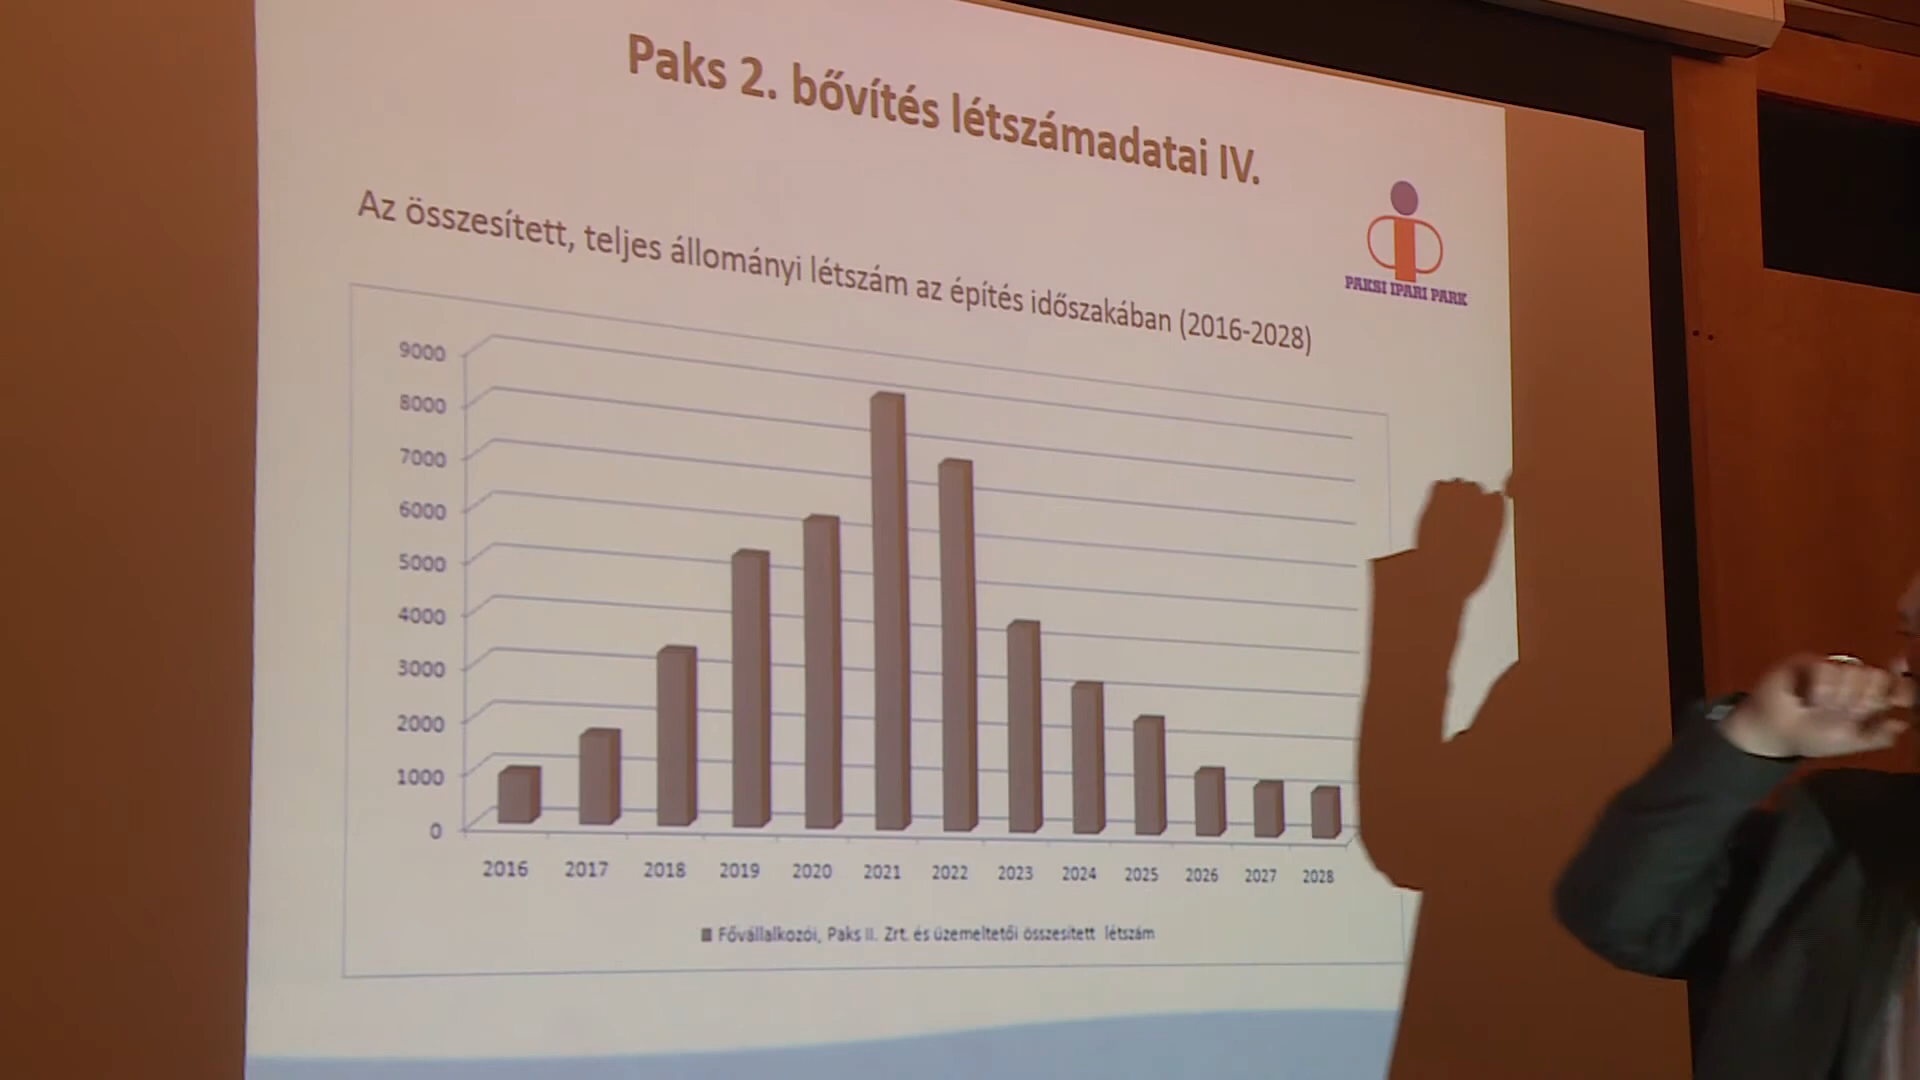 Paks 2. bővítés létszámadatai IV.
Az összesített, teljes állományi létszám az építés időszakában (2016-2028)
PAKSI IPARI PARK
9000
8000
7000
6000
5000
4000
3000
2000
1000
0
2016 2017 2018 2019 2020 2021 2022 2023 2024 2025 2026 2027 2028
Fővállalkozói, Paks II. Zrt. és üzemeltetői összesített létszám